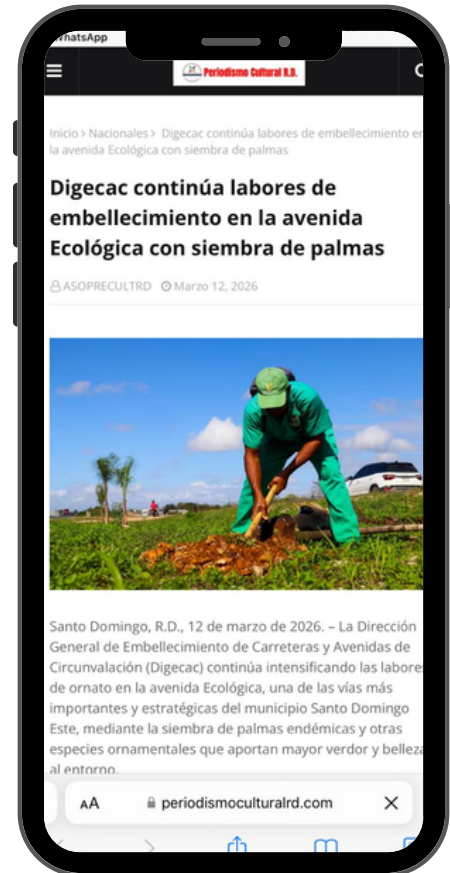 WhatsApp
Periodismo Cultural R.D.
Inicio > Nacionales > Digecac continúa labores de embellecimiento en
la avenida Ecológica con siembra de palmas
Digecac continúa labores de
embellecimiento en la avenida
Ecológica con siembra de palmas
ASOPRECULTRD Marzo 12, 2026
Santo Domingo, R.D., 12 de marzo de 2026. – La Dirección
General de Embellecimiento de Carreteras y Avenidas de
Circunvalación (Digecac) continúa intensificando las labores
de ornato en la avenida Ecológica, una de las vías más
importantes y estratégicas del municipio Santo Domingo
Este, mediante la siembra de palmas endémicas y otras
especies ornamentales que aportan mayor verdor y belleza
al entorno.
AA periodismoculturalrd.com